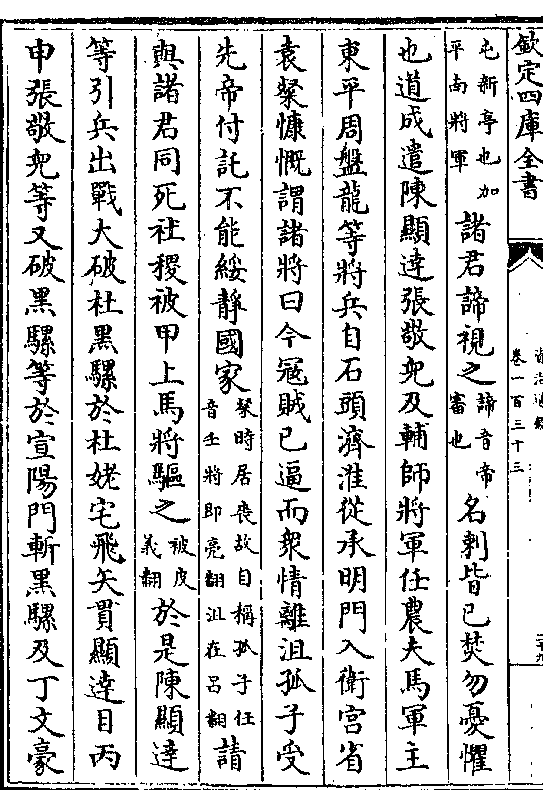 欽定四庫全書
卷一百三十三
屯新亭也加
平南將軍
諸君諦視之
諦音帝
審也
名刺皆已焚勿憂懼
也道成遣陳顯達張敬兒及輔師將軍任農夫馬軍主
東平周盤龍等將兵自石頭濟淮從承明門入衛宮省
袁粲慷慨謂諸將曰今寇賊已逼而衆情離沮孤子受
先帝付託不能綏靜國家
粲時居喪故自稱孤子任
音壬將即亮翻沮在吕翻
請
與諸君同死社稷被甲上馬將驅之
被皮
義翻
於是陳顯達
等引兵出戰大破杜黑騾於杜姥宅飛矢貫顯達目丙
申張敬兒等又破黑騾等於宣陽門斬黑騾及丁文豪